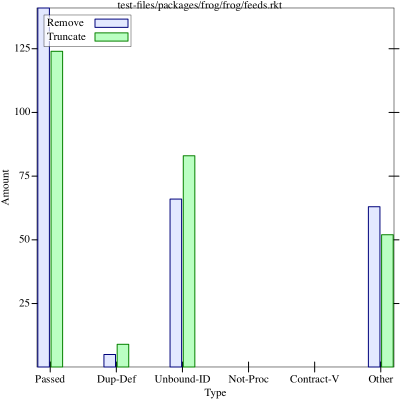 test-files/packages/frog/frog/feeds.rkt
Remove
Truncate
125
100
75
50
25
Amount
Passed Dup-Def Unbound-ID Not-Proc Contract-V Other
Type